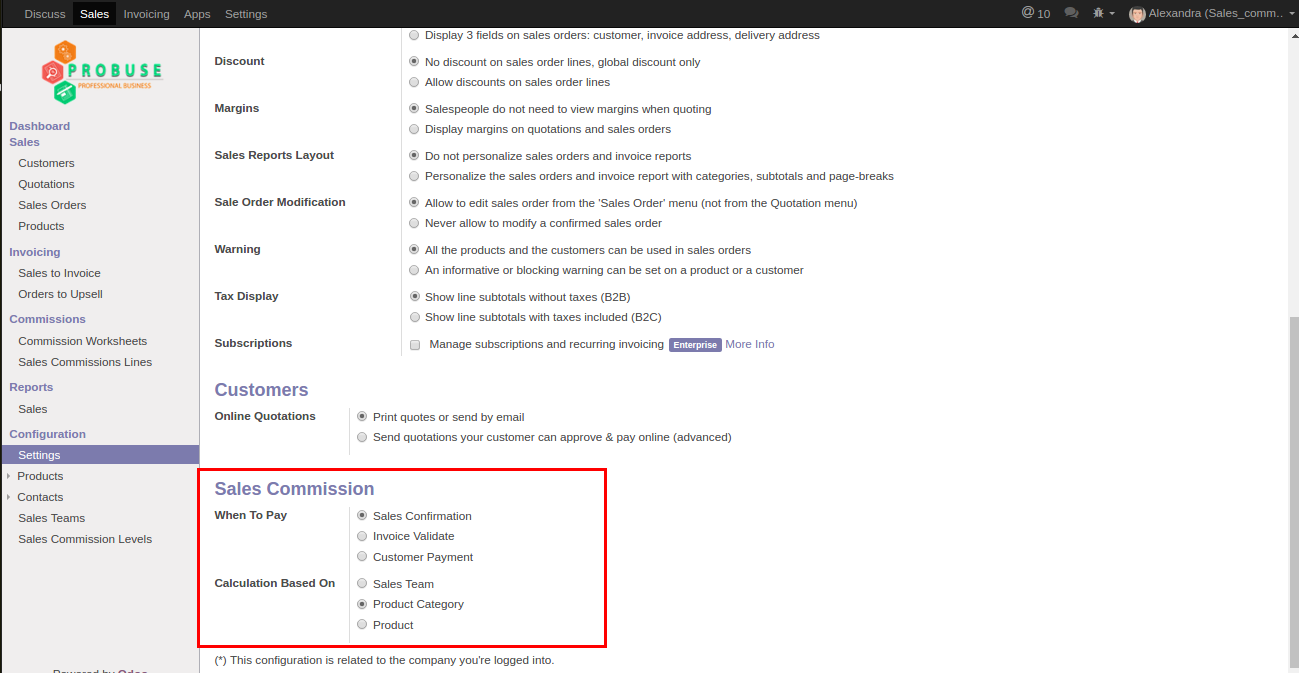 Discuss Sales Invoicing Apps Settings @ 10 Alexandra (Sales_comm..
PROBUSE
PROFESSIONAL BUSINESS
Dashboard
Sales
Customers
Quotations
Sales Orders
Products
Invoicing
Sales to Invoice
Orders to Upsell
Commissions
Commission Worksheets
Sales Commissions Lines
Reports
Sales
Configuration
Settings
Products
Contacts
Sales Teams
Sales Commission Levels
Powered by Odoo
Display 3 fields on sales orders: customer, invoice address, delivery address
Discount
No discount on sales order lines, global discount only
Allow discounts on sales order lines
Margins
Salespeople do not need to view margins when quoting
Display margins on quotations and sales orders
Sales Reports Layout
Do not personalize sales orders and invoice reports
Personalize the sales orders and invoice report with categories, subtotals and page-breaks
Sale Order Modification
Allow to edit sales order from the 'Sales Order' menu (not from the Quotation menu)
Never allow to modify a confirmed sales order
Warning
All the products and the customers can be used in sales orders
An informative or blocking warning can be set on a product or a customer
Tax Display
Show line subtotals without taxes (B2B)
Show line subtotals with taxes included (B2C)
Subscriptions
Manage subscriptions and recurring invoicing Enterprise More Info
Customers
Online Quotations
Print quotes or send by email
Send quotations your customer can approve & pay online (advanced)
Sales Commission
When To Pay
Sales Confirmation
Invoice Validate
Customer Payment
Calculation Based On
Sales Team
Product Category
Product
(*) This configuration is related to the company you're logged into.